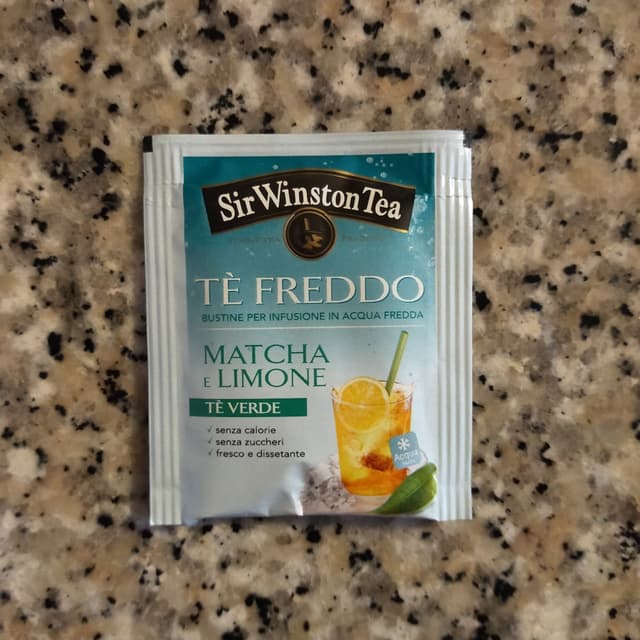 Sir Winston Tea
TÈ FREDDO
BUSTINE PER INFUSIONE IN ACQUA FREDDA
MATCHA
E LIMONE
TÈ VERDE
√ senza calorie
√ senza zuccheri
√ fresco e dissetante
Acqua